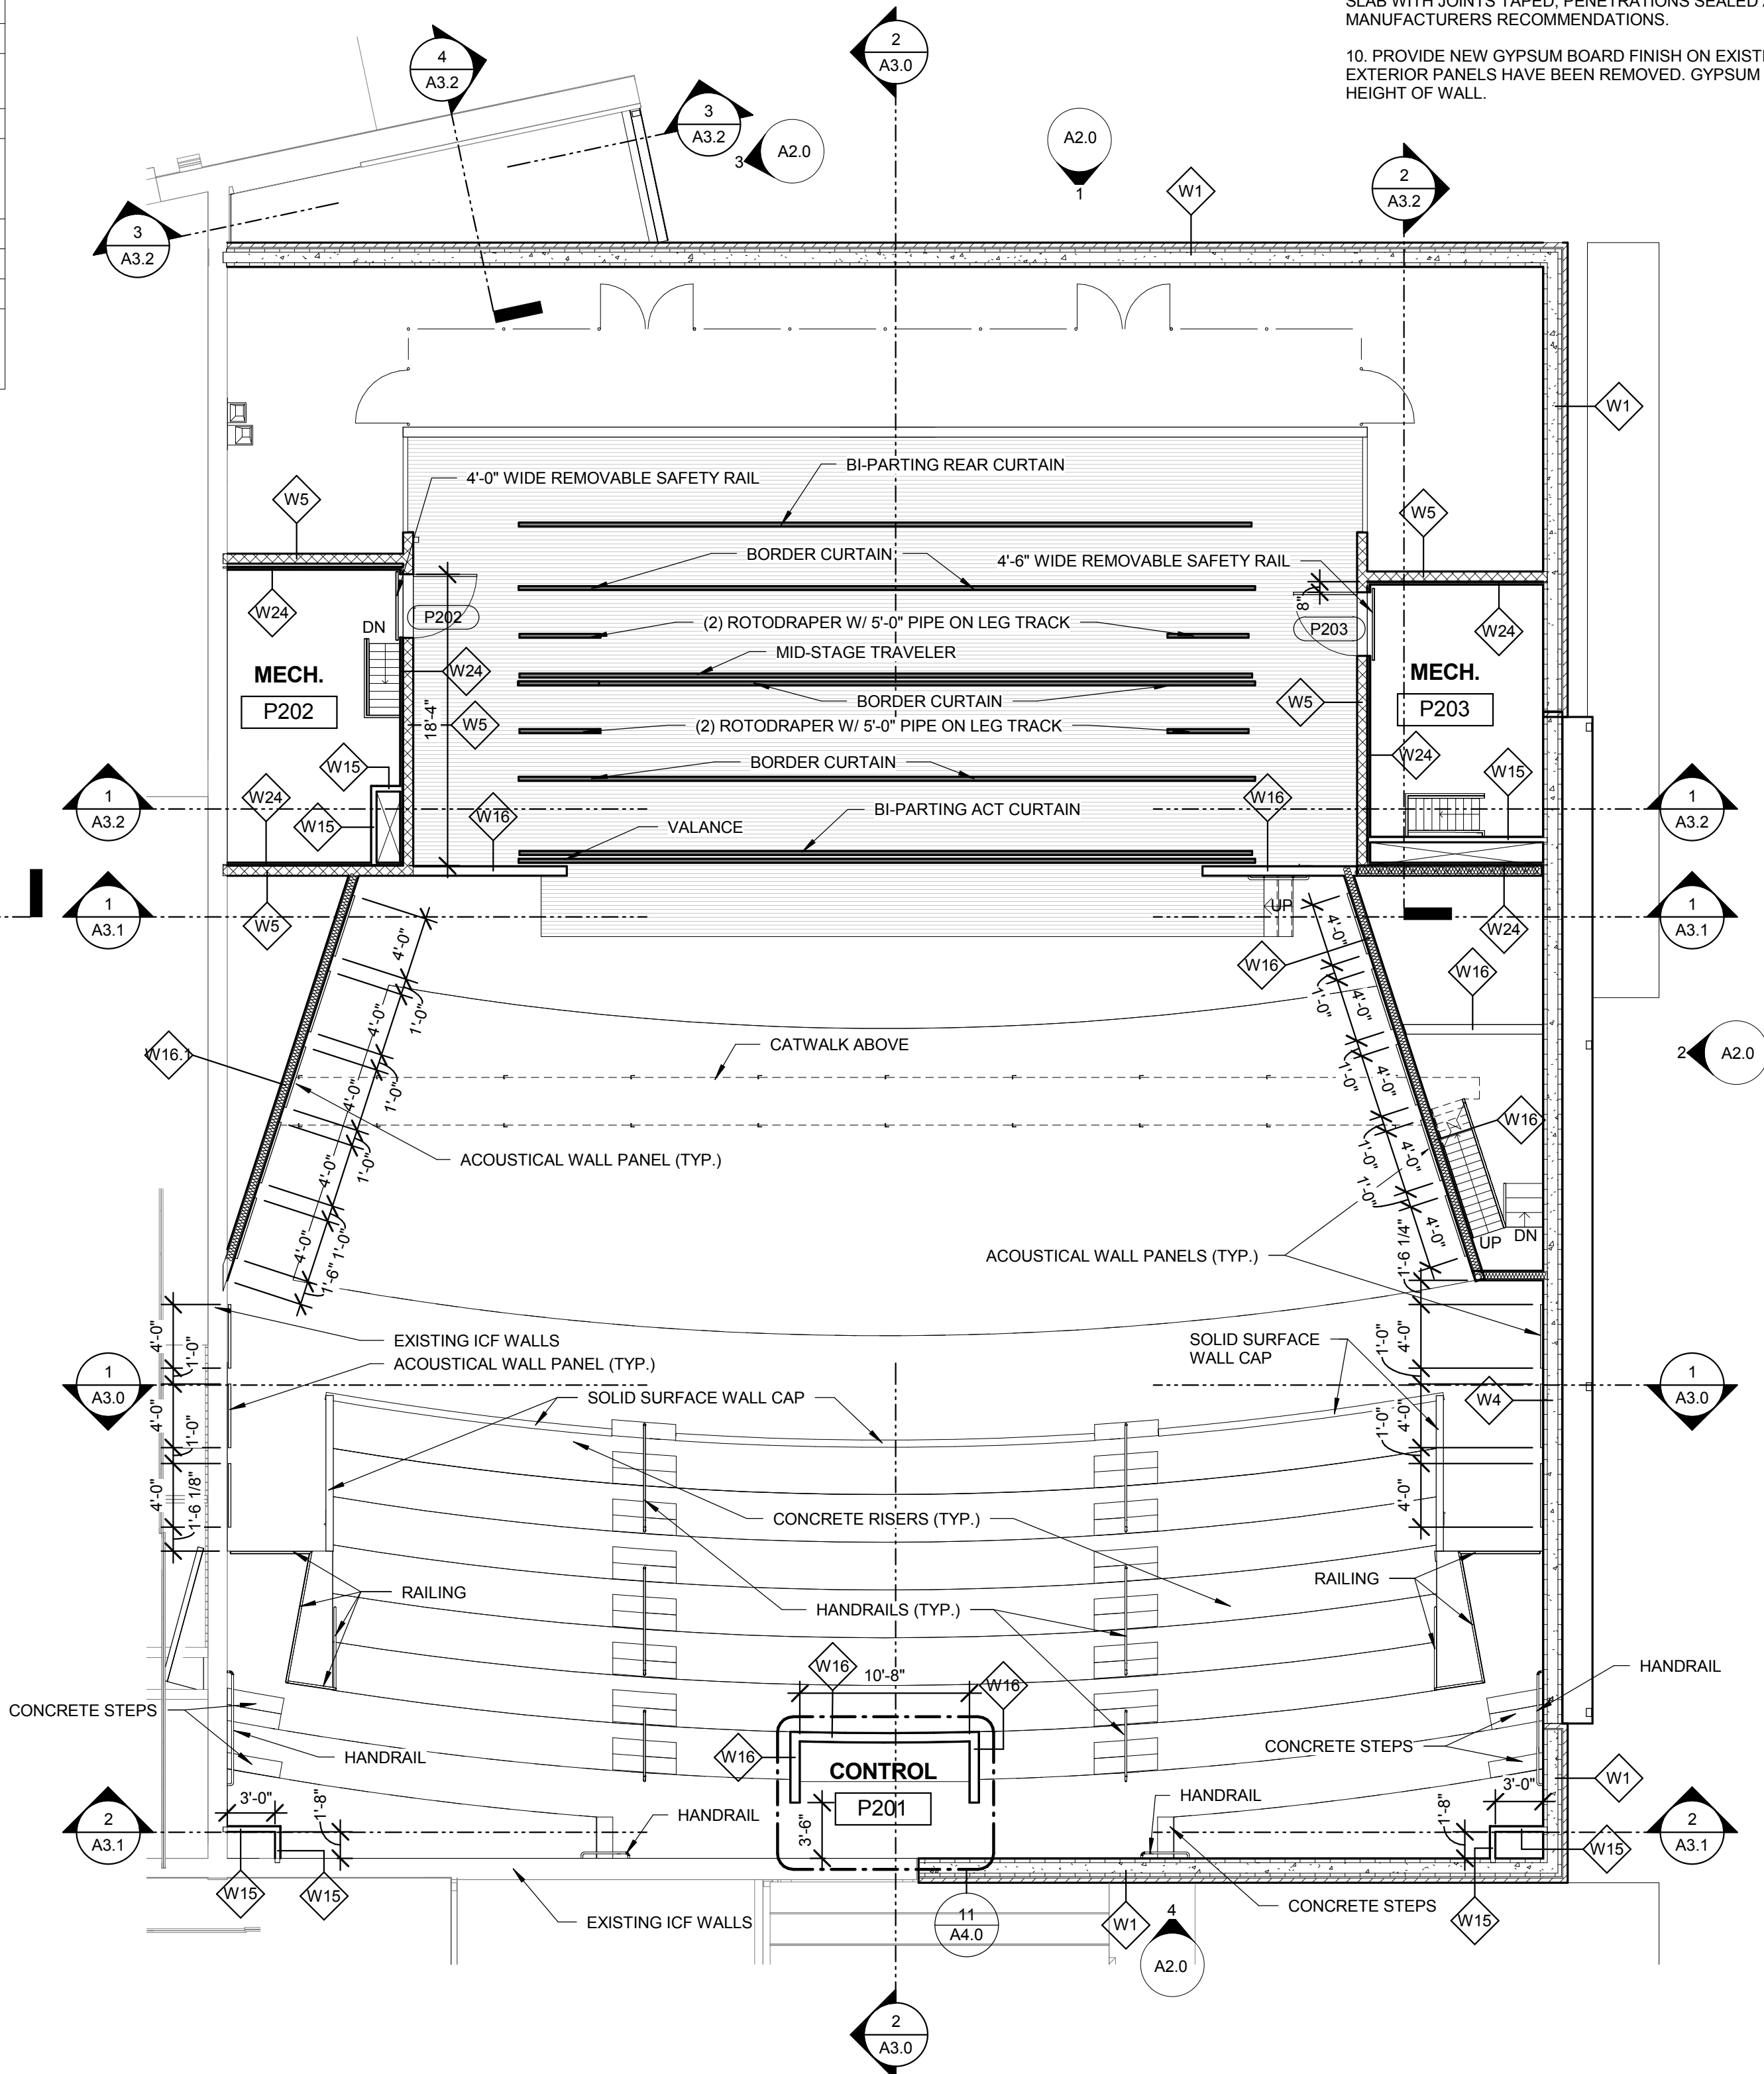 SLAB WITH JOINTS TAPED, PENETRATIONS SEALED
MANUFACTURERS RECOMMENDATIONS.
10. PROVIDE NEW GYPSUM BOARD FINISH ON
EXTERIOR PANELS HAVE BEEN REMOVED. GYPSUM
HEIGHT OF WALL.
2
A3.0
4
A3.2
3
A3.2
3
A2.0
A2.0
1
W1
2
A3.2
3
A3.2
W1
BI-PARTING REAR CURTAIN
4'-0" WIDE REMOVABLE SAFETY RAIL
W5
W5
BORDER CURTAIN
4'-6" WIDE REMOVABLE SAFETY RAIL
8"
W24
DN
P202
(2) ROTODRAPER W/ 5'-0" PIPE ON LEG TRACK
P203
W24
MID-STAGE TRAVELER
MECH.
P202
W24
MECH.
P203
BORDER CURTAIN
W5
18'-4"
W5
(2) ROTODRAPER W/ 5'-0" PIPE ON LEG TRACK
W24
W15
BORDER CURTAIN
W15
1
A3.2
W24
W15
W16
VALANCE
BI-PARTING ACT CURTAIN
W16
1
A3.2
1
A3.1
W5
UP
W24
1
A3.1
4'-0"
1'-0"
4'-0"
1'-0"
4'-0"
1'-0"
4'-0"
1'-0"
4'-0"
1'-6"
4'-0"
1'-0"
4'-0"
1'-0"
4'-0"
1'-0"
4'-0"
1'-0"
4'-0"
1'-6 1/4"
W16
W16
CATWALK ABOVE
W16.1
2
A2.0
W16
ACOUSTICAL WALL PANEL (TYP.)
UP
DN
ACOUSTICAL WALL PANELS (TYP.)
EXISTING ICF WALLS
ACOUSTICAL WALL PANEL (TYP.)
SOLID SURFACE
WALL CAP
SOLID SURFACE WALL CAP
1
A3.0
W4
1
A3.0
4'-0"
1'-0"
4'-0"
1'-0"
4'-0"
1'-6 1/8"
1'-0"
4'-0"
1'-0"
4'-0"
4'-0"
CONCRETE RISERS (TYP.)
RAILING
RAILING
HANDRAILS (TYP.)
W16
10'-8"
W16
HANDRAIL
CONCRETE STEPS
HANDRAIL
W16
CONTROL
P201
CONCRETE STEPS
W1
3'-0"
1'-8"
HANDRAIL
3'-6"
HANDRAIL
3'-0"
1'-8"
2
A3.1
2
A3.1
W15
W15
W15
EXISTING ICF WALLS
11
A4.0
W1
4
A2.0
CONCRETE STEPS
W15
2
A3.0